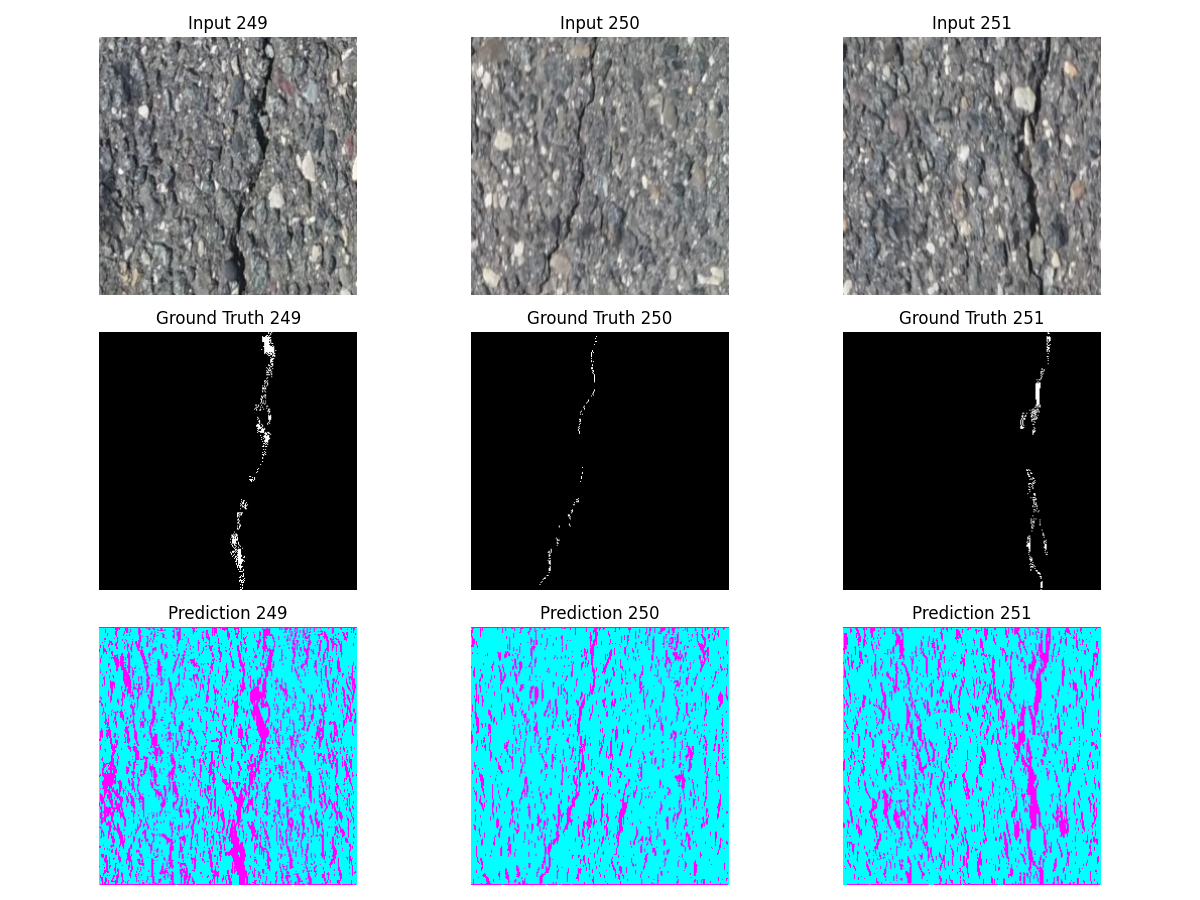 Input 249
Input 250
Input 251
Ground Truth 249
Ground Truth 250
Ground Truth 251
Prediction 249
Prediction 250
Prediction 251